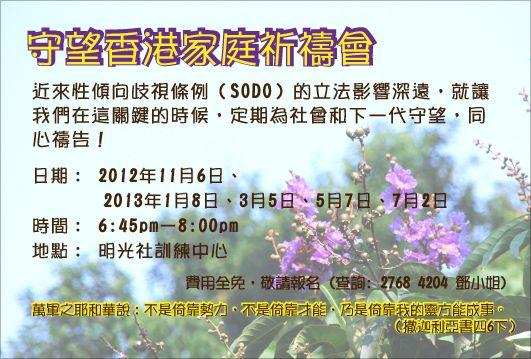 守望香港家庭祈禱會
近來性傾向歧視條例（SODO）的立法影響深遠，就讓
我們在這關鍵的時候，定期為社會和下一代守望，同
心禱告！
日期： 2012年11月6日、
2013年1月8日、3月5日、5月7日、7月2日
時間： 6:45pm—8:00pm
地點： 明光社訓練中心
費用全免，敬請報名（查詢: 2768 4204 鄧小姐）
萬軍之耶和華說：不是倚靠勢力，不是倚靠才能，乃是倚靠我的靈方能成事。
（撒迦利亞書四6下）